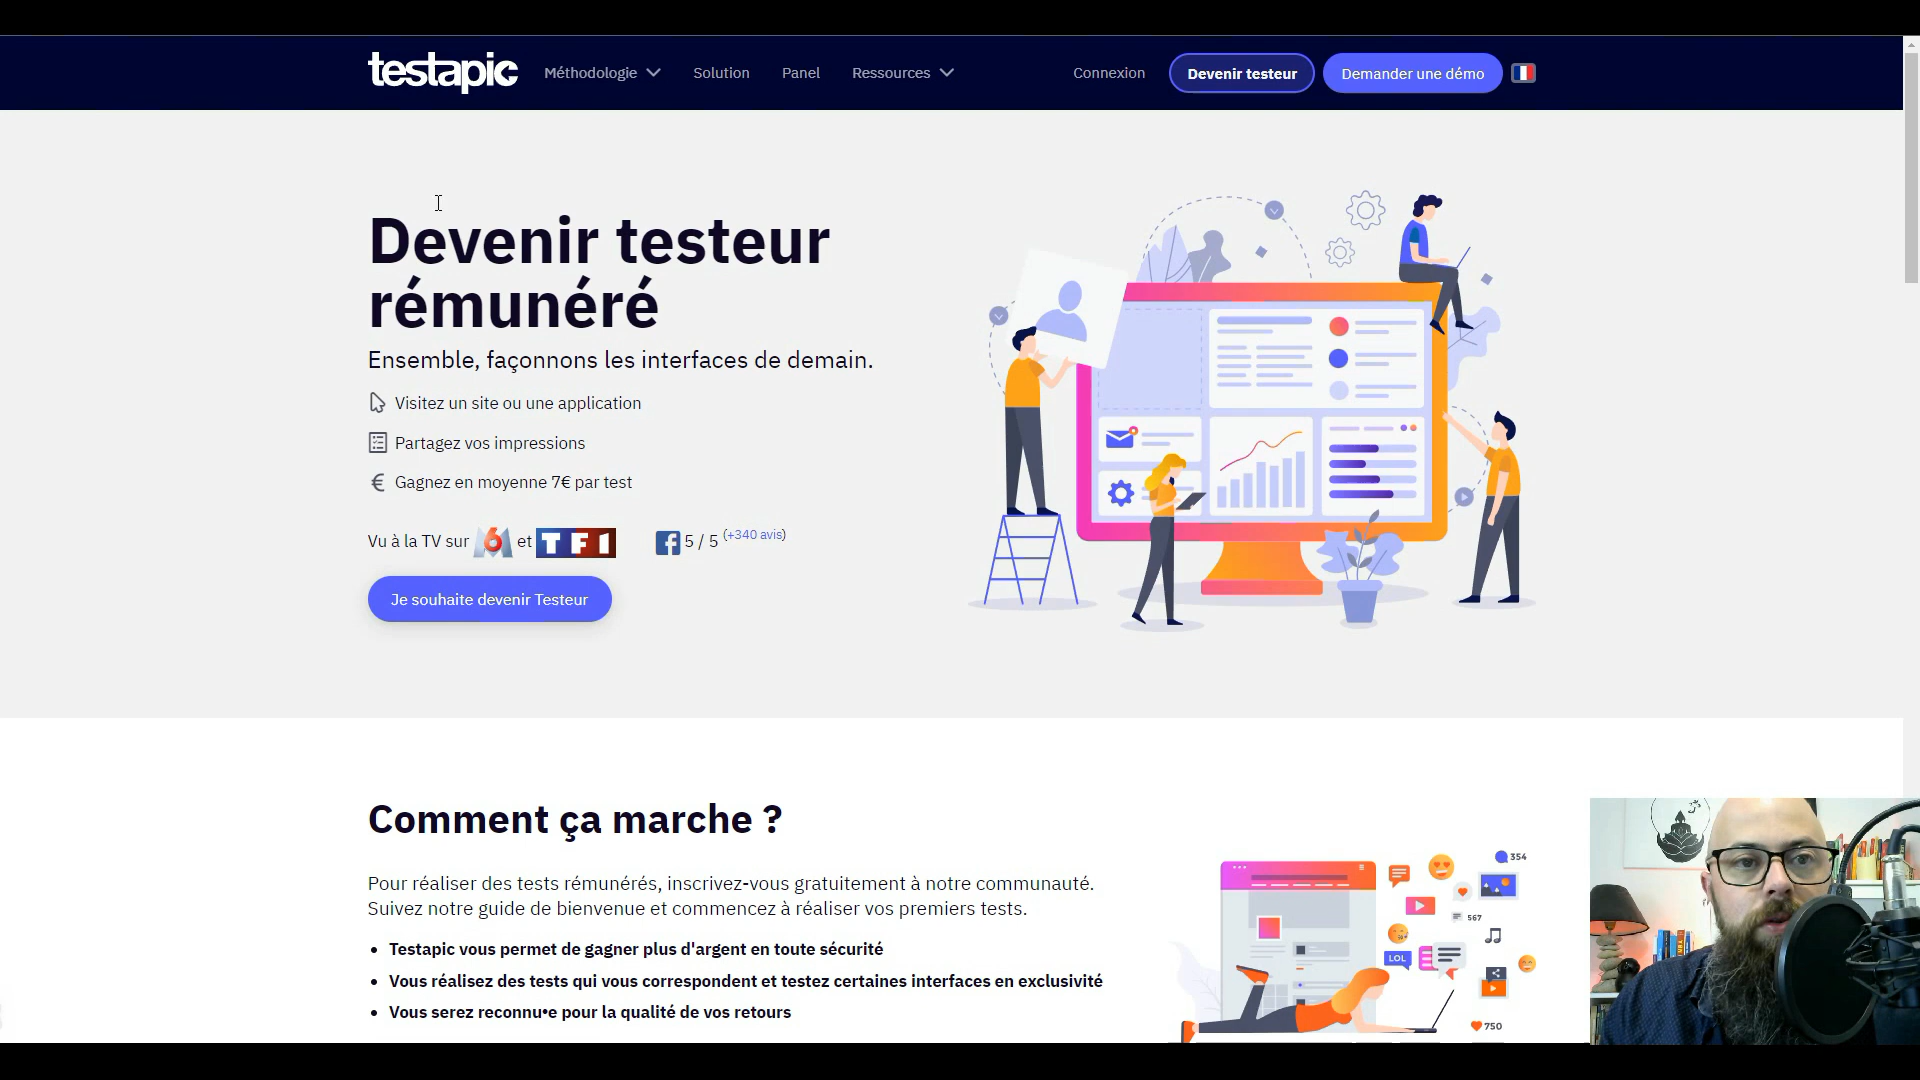 testapic
Méthodologie
Solution
Panel
Ressources
Connexion
Devenir testeur
Demander une démo
Devenir testeur
rémunéré
Ensemble, façonnons les interfaces de demain.
Visitez un site ou une application
Partagez vos impressions
€ Gagnez en moyenne 7€ par test
Vu à la TV sur 6 et TF1
5 / 5 (+340 avis)
Je souhaite devenir Testeur
Comment ça marche ?
Pour réaliser des tests rémunérés, inscrivez-vous gratuitement à notre communauté.
Suivez notre guide de bienvenue et commencez à réaliser vos premiers tests.
• Testapic vous permet de gagner plus d'argent en toute sécurité
• Vous réalisez des tests qui vous correspondent et testez certaines interfaces en exclusivité
• Vous serez reconnu•e pour la qualité de vos retours
354
567
LOL
750